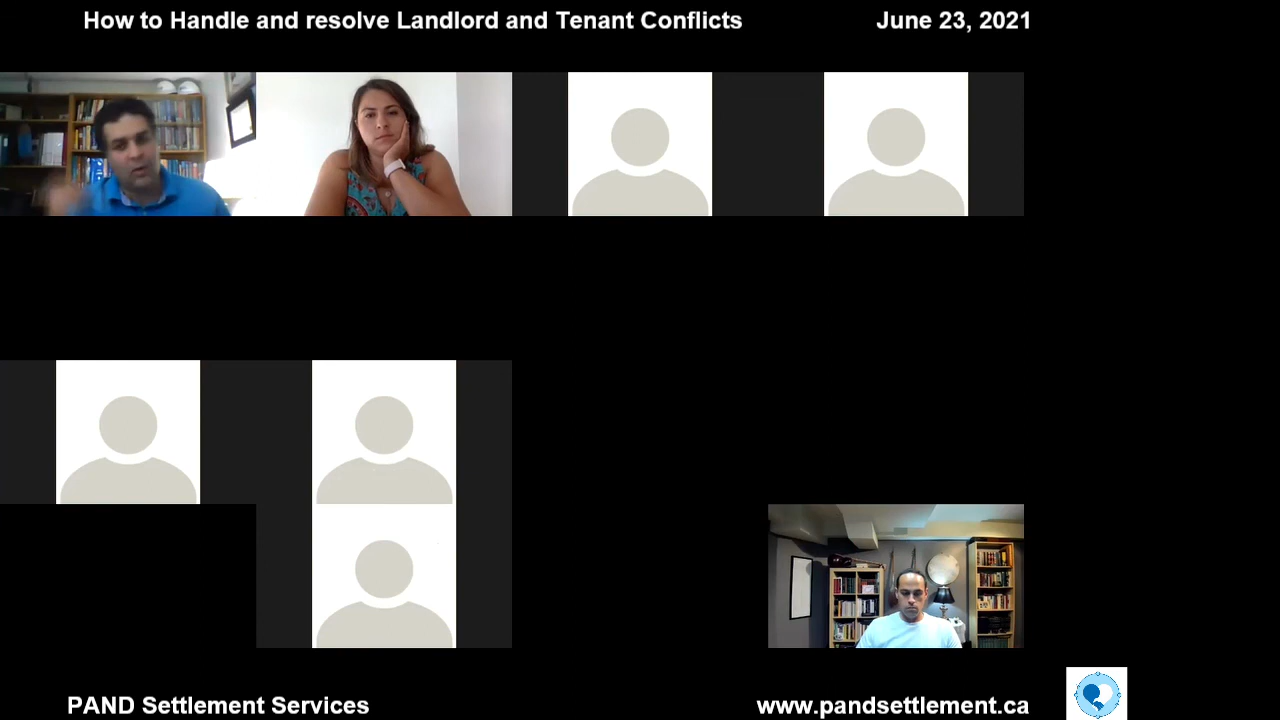 How to Handle and resolve Landlord and Tenant Conflicts
June 23, 2021
PAND Settlement Services
www.pandsettlement.ca